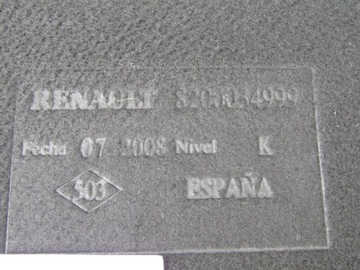 RENAULT 8200034999
Fecha 07 2008 Nivel K
503 ESPAÑA